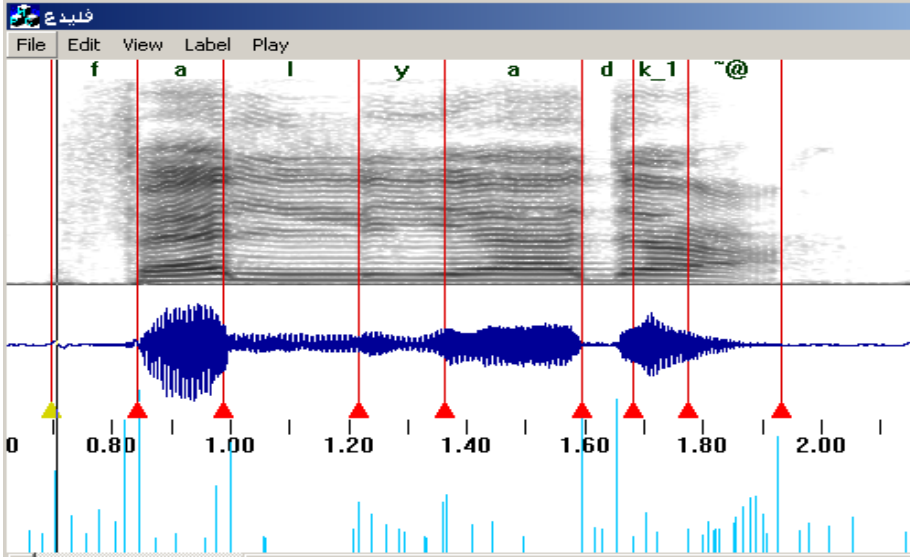 فليدع
File Edit View Label Play
f a l y a d k_1 ~@
0 0.80 1.00 1.20 1.40 1.60 1.80 2.00